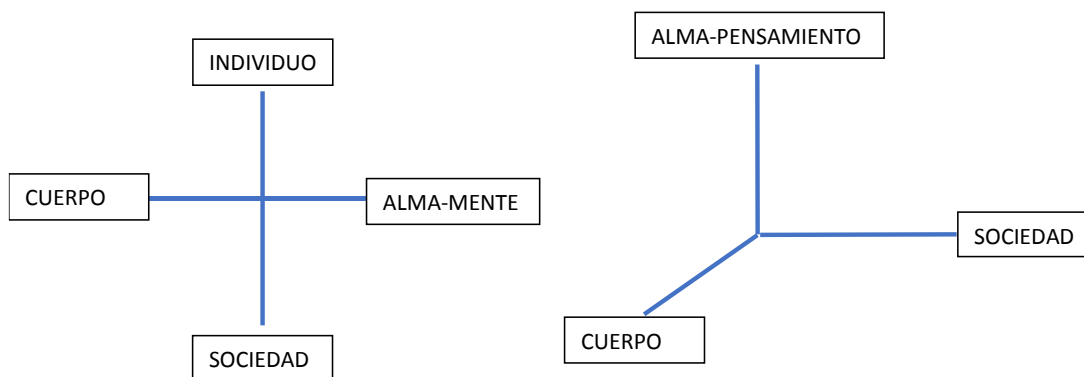 INDIVIDUO
CUERPO
ALMA-MENTE
SOCIEDAD
ALMA-PENSAMIENTO
SOCIEDAD
CUERPO